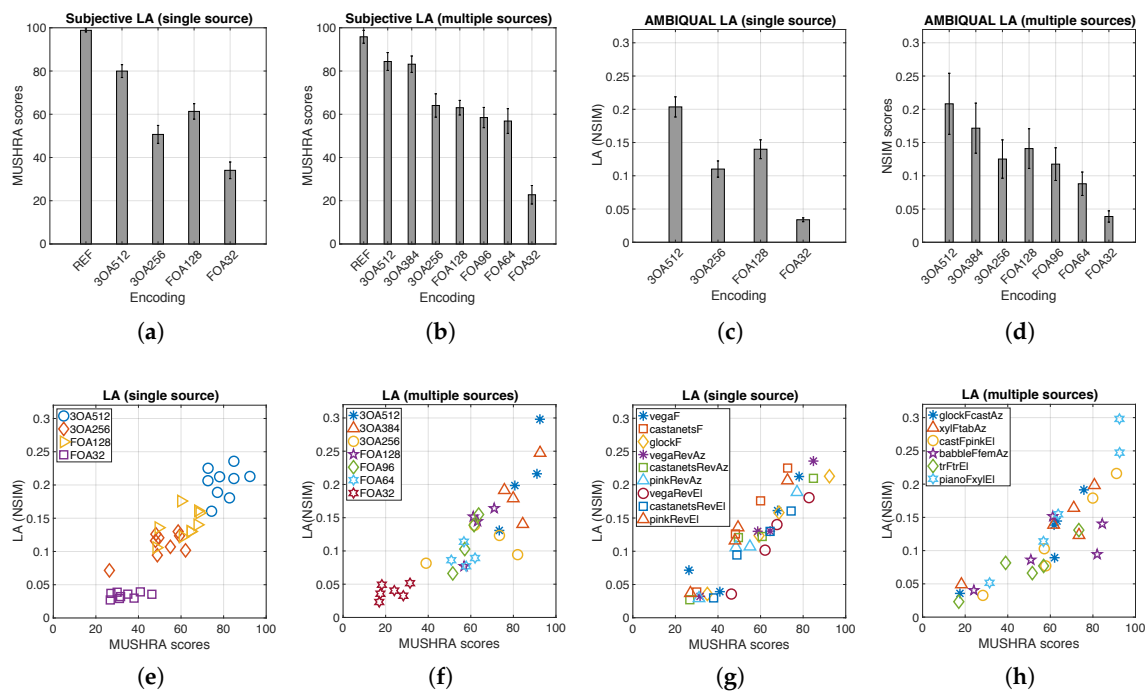 Subjective LA (single source)
MUSHRA scores
100
80
60
40
20
0
REF
3OA512
3OA256
FOA128
FOA32
Encoding
(a)
Subjective LA (multiple sources)
MUSHRA scores
100
80
60
40
20
0
REF
3OA512
3OA384
3OA256
FOA128
FOA96
FOA64
FOA32
Encoding
(b)
AMBIQUAL LA (single source)
LA (NSIM)
0.3
0.25
0.2
0.15
0.1
0.05
0
3OA512
3OA256
FOA128
FOA32
Encoding
(c)
AMBIQUAL LA (multiple sources)
NSIM scores
0.3
0.25
0.2
0.15
0.1
0.05
0
3OA512
3OA384
3OA256
FOA128
FOA96
FOA64
FOA32
Encoding
(d)
LA (single source)
LA (NSIM)
0.3
0.25
0.2
0.15
0.1
0.05
0
3OA512
3OA256
FOA128
FOA32
0 20 40 60 80 100
MUSHRA scores
(e)
LA (multiple sources)
LA(NSIM)
0.3
0.25
0.2
0.15
0.1
0.05
0
3OA512
3OA384
3OA256
FOA128
FOA96
FOA64
FOA32
0 20 40 60 80 100
MUSHRA scores
(f)
LA (single source)
LA(NSIM)
0.3
0.25
0.2
0.15
0.1
0.05
0
vegaF
castanetsF
glockF
vegaRevAz
castanetsRevAz
pinkRevAz
vegaRevEl
castanetsRevEl
pinkRevEl
0 20 40 60 80 100
MUSHRA scores
(g)
LA (multiple sources)
LA(NSIM)
0.3
0.25
0.2
0.15
0.1
0.05
0
glockFcastAz
xylFtabAz
castFpinkEl
babbleFfemAz
trFtrEl
pianoFxylEl
0 20 40 60 80 100
MUSHRA scores
(h)